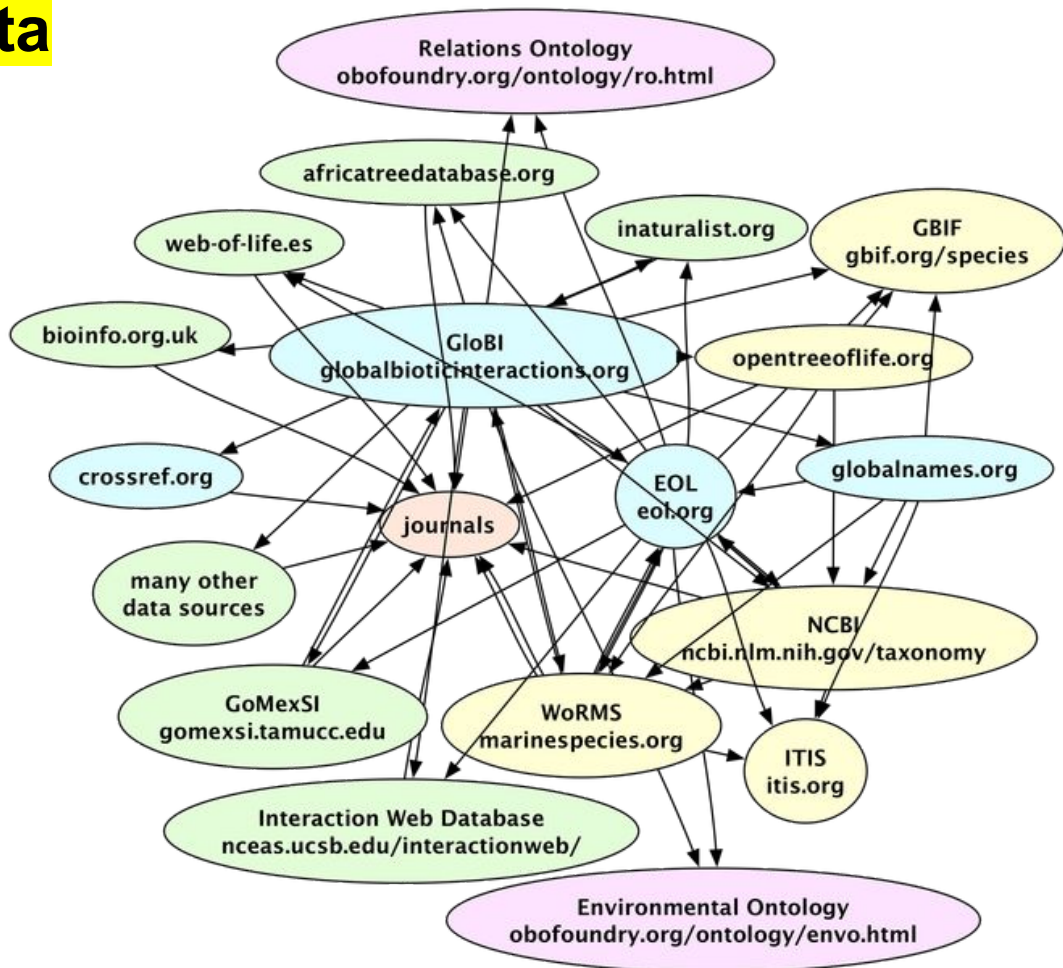 ta
Relations Ontology
obofoundry.org/ontology/ro.html
africatreedatabase.org
inaturalist.org
GBIF
gbif.org/species
web-of-life.es
bioinfo.org.uk
GloBI
globalbioticinteractions.org
opentreeoflife.org
crossref.org
EOL
eol.org
globalnames.org
journals
many other
data sources
NCBI
ncbi.nlm.nih.gov/taxonomy
GoMexSI
gomexsi.tamucc.edu
WoRMS
marinespecies.org
ITIS
itis.org
Interaction Web Database
nceas.ucsb.edu/interactionweb/
Environmental Ontology
obofoundry.org/ontology/envo.html